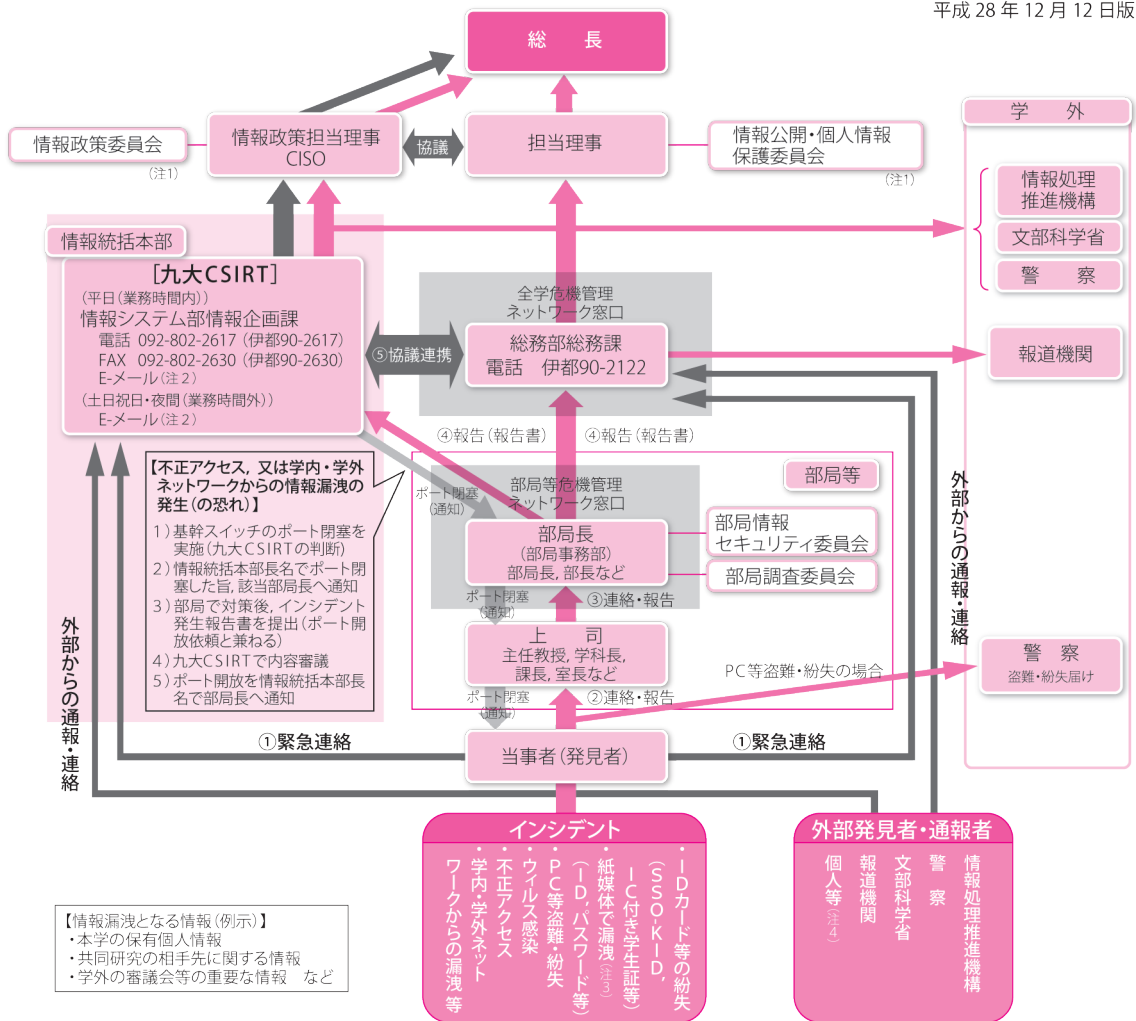 平成 28 年 12 月 12 日版
総　長
学　外
情報政策委員会
(注1)
情報政策担当理事
CISO
協議
担当理事
情報公開・個人情報
保護委員会
(注1)
情報処理
推進機構
文部科学省
警　察
情報統括本部
[九大CSIRT]
(平日(業務時間内))
情報システム部情報企画課
電話 092-802-2617 (伊都90-2617)
FAX 092-802-2630 (伊都90-2630)
E-メール(注2)
(土日祝日・夜間(業務時間外))
E-メール(注2)
⑤協議連携
全学危機管理
ネットワーク窓口
総務部総務課
電話　伊都90-2122
報道機関
④報告(報告書)
④報告(報告書)
【不正アクセス, 又は学内・学外
ネットワークからの情報漏洩の
発生(の恐れ)】
1)基幹スイッチのポート閉塞を
実施(九大CSIRTの判断)
2)情報統括本部長名でポート閉
塞した旨, 該当部局長へ通知
3)部局で対策後, インシデント
発生報告書を提出(ポート開
放依頼と兼ねる)
4)九大CSIRTで内容審議
5)ポート開放を情報統括本部長
名で部局長へ通知
ポート閉塞
(通知)
部局等危機管理
ネットワーク窓口
部局等
部局長
(部局事務部)
部局長, 部長など
部局情報
セキュリティ委員会
部局調査委員会
ポート閉塞
(通知)
③連絡・報告
上　司
主任教授, 学科長,
課長, 室長など
ポート閉塞
(通知)
②連絡・報告
PC等盗難・紛失の場合
警　察
盗難・紛失届け
外部からの通報・連絡
外部からの通報・連絡
①緊急連絡
当事者(発見者)
①緊急連絡
インシデント
・IDカード等の紛失
(SSO-KID,
IC付き学生証等)
・紙媒体で漏洩(注3)
(ID, パスワード等)
・PC等盗難・紛失
・ウィルス感染
・不正アクセス
・学内・学外ネット
ワークからの漏洩 等
外部発見者・通報者
情報処理推進機構
警　察
文部科学省
報道機関
個人等(注4)
【情報漏洩となる情報(例示)】
・本学の保有個人情報
・共同研究の相手先に関する情報
・学外の審議会等の重要な情報　など